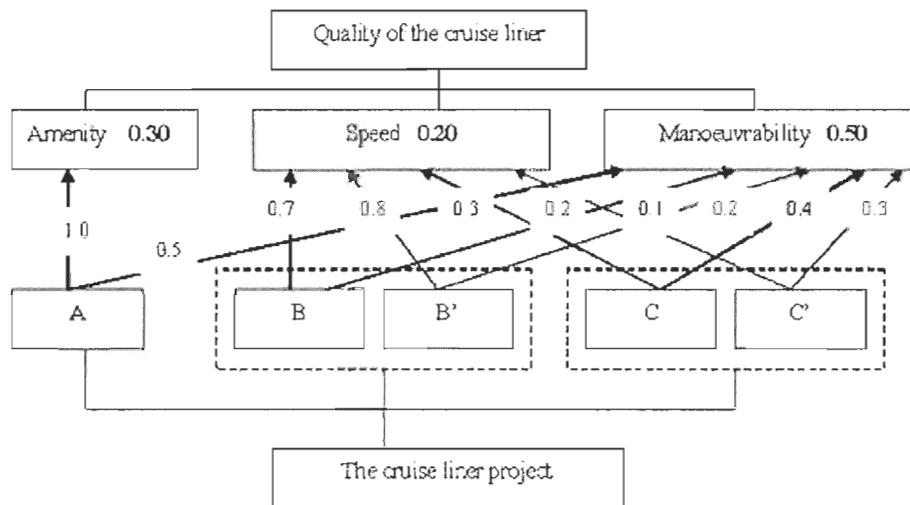 Quality of the cruise liner
Amenity 0.30
Speed 0.20
Manoeuvrability 0.50
1.0
0.5
0.7
0.8
0.3
0.2
0.1
0.2
0.4
0.3
A
B
B'
C
C'
The cruise liner project